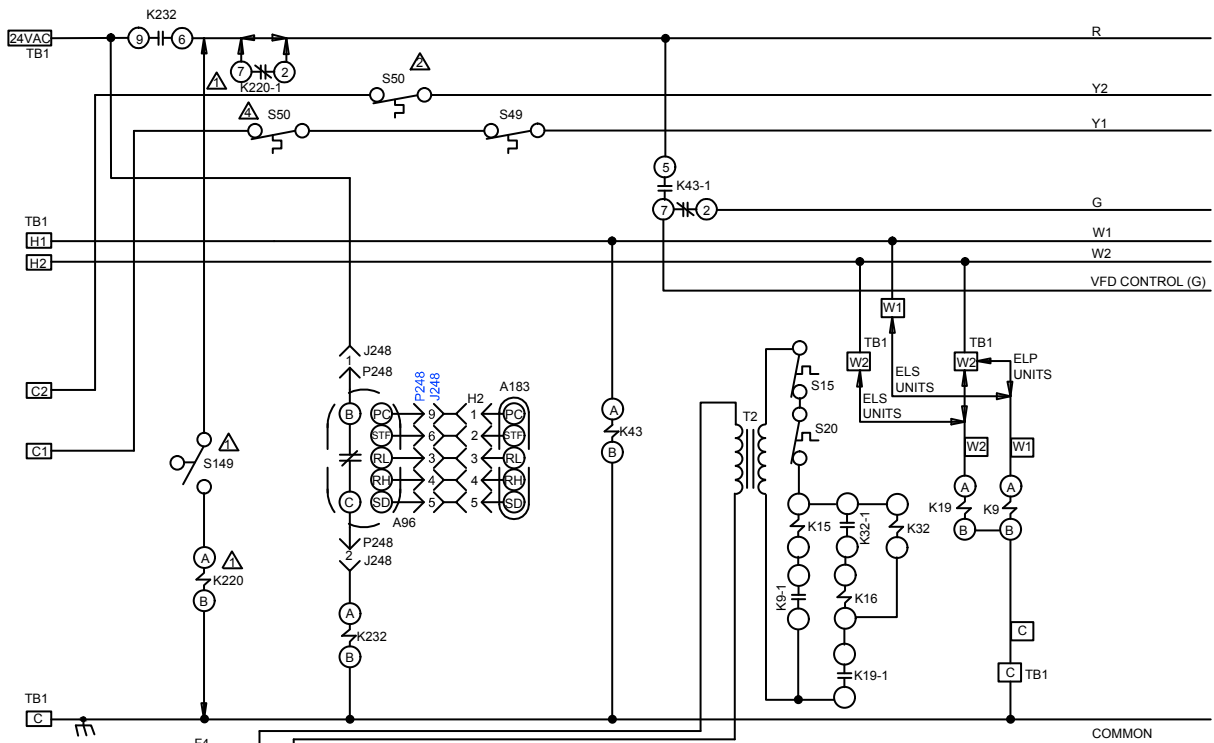 K232
24VAC
TB1
9
6
R
7
2
1
K220-1
S50
2
Y2
4
S50
S49
Y1
5
K43-1
7
2
G
TB1
H1
W1
H2
W2
VFD CONTROL (G)
W1
J248
1
P248
TB1
W2
TB1
W2
ELP
UNITS
ELS
UNITS
ELS
UNITS
C2
P248
J248
H2
A183
B
PC
9
1
PC
STF
6
2
STF
RL
3
3
RL
RH
4
4
RH
C
SD
5
5
SD
A96
P248
2
J248
A
K43
B
T2
S15
S20
W2
W1
C1
1
S149
A
K19
B
A
K9
B
K15
K32-1
K32
K9-1
K16
K19-1
A
1
K220
B
A
K232
B
C
C
TB1
TB1
C
COMMON